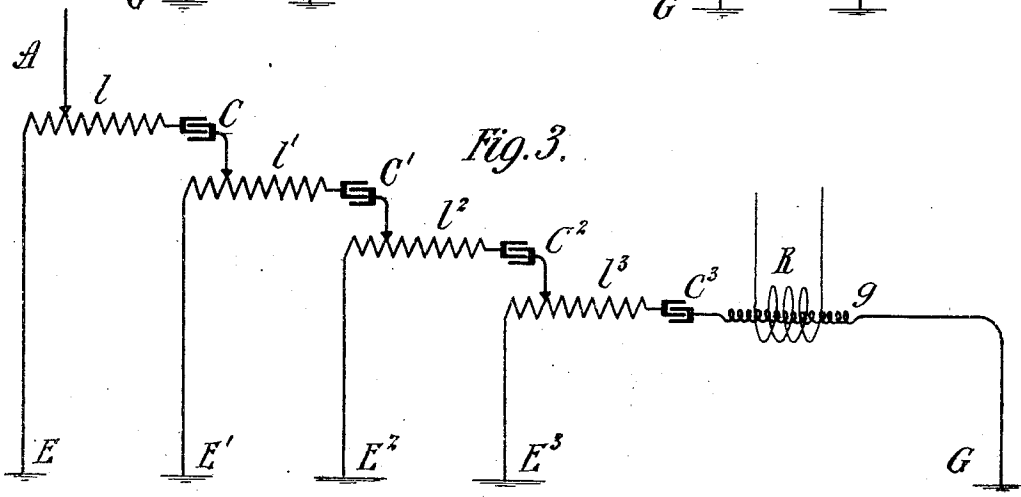 G G
A
l C
Fig. 3.
l' C'
l² C²
l³ C³ R g
E E' E² E³ G